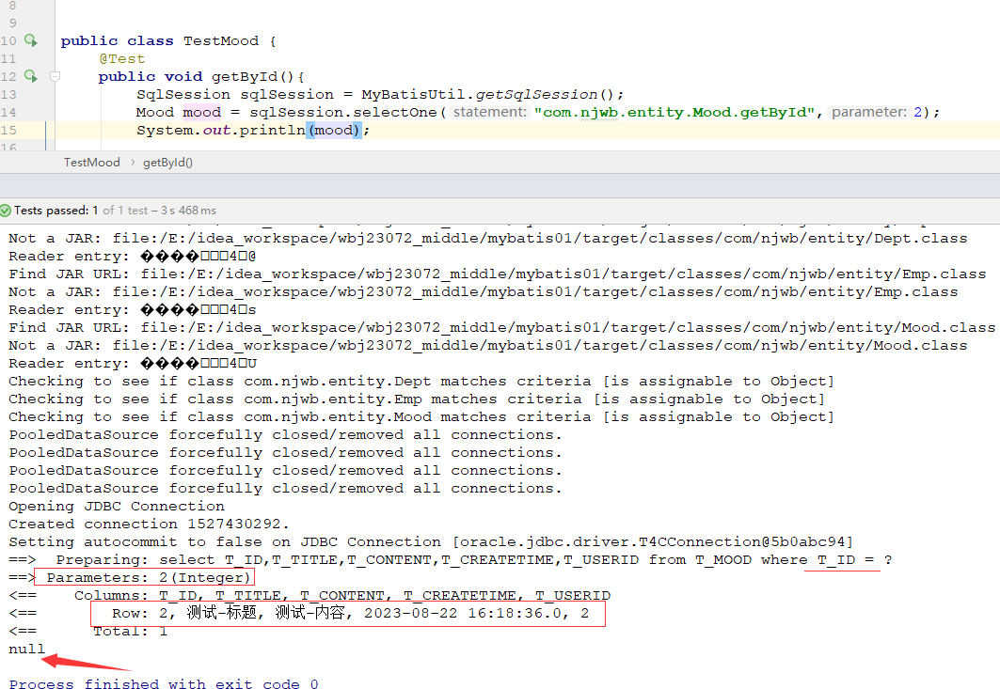 8
9
10 public class TestMood {
11 @Test
12 public void getById(){
13 SqlSession sqlSession = MyBatisUtil.getSqlSession();
14 Mood mood = sqlSession.selectOne( statement: "com.njwb.entity.Mood.getById", parameter: 2);
15 System.out.println(mood);
16
TestMood › getById()
Tests passed: 1 of 1 test – 3 s 468 ms
Not a JAR: file:/E:/idea_workspace/wbj23072_middle/mybatis01/target/classes/com/njwb/entity/Dept.class
Reader entry: ����□□□4□@
Find JAR URL: file:/E:/idea_workspace/wbj23072_middle/mybatis01/target/classes/com/njwb/entity/Emp.class
Not a JAR: file:/E:/idea_workspace/wbj23072_middle/mybatis01/target/classes/com/njwb/entity/Emp.class
Reader entry: ����□□□4□s
Find JAR URL: file:/E:/idea_workspace/wbj23072_middle/mybatis01/target/classes/com/njwb/entity/Mood.class
Not a JAR: file:/E:/idea_workspace/wbj23072_middle/mybatis01/target/classes/com/njwb/entity/Mood.class
Reader entry: ����□□□4□U
Checking to see if class com.njwb.entity.Dept matches criteria [is assignable to Object]
Checking to see if class com.njwb.entity.Emp matches criteria [is assignable to Object]
Checking to see if class com.njwb.entity.Mood matches criteria [is assignable to Object]
PooledDataSource forcefully closed/removed all connections.
PooledDataSource forcefully closed/removed all connections.
PooledDataSource forcefully closed/removed all connections.
PooledDataSource forcefully closed/removed all connections.
Opening JDBC Connection
Created connection 1527430292.
Setting autocommit to false on JDBC Connection [oracle.jdbc.driver.T4CConnection@5b0abc94]
==> Preparing: select T_ID,T_TITLE,T_CONTENT,T_CREATETIME,T_USERID from T_MOOD where T_ID = ?
==> Parameters: 2(Integer)
<== Columns: T_ID, T_TITLE, T_CONTENT, T_CREATETIME, T_USERID
<== Row: 2, 测试-标题, 测试-内容, 2023-08-22 16:18:36.0, 2
<== Total: 1
null
Process finished with exit code 0